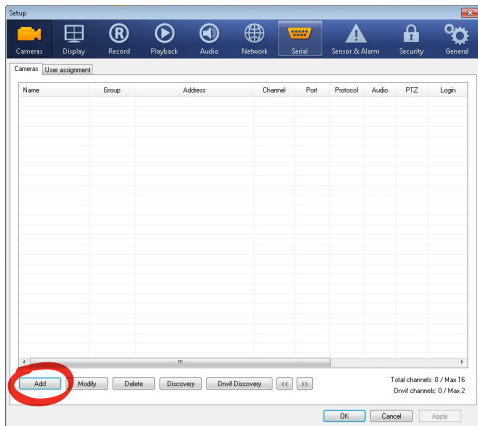 Setup
Cameras Display Record Playback Audio Network Serial Sensor & Alarm Security General
Cameras User assignment
Name Group Address Channel Port Protocol Audio PTZ Login
Add Modify Delete Discovery Onvif Discovery << >>
Total channels: 0 / Max 16
Onvif channels: 0 / Max 2
OK Cancel Apply